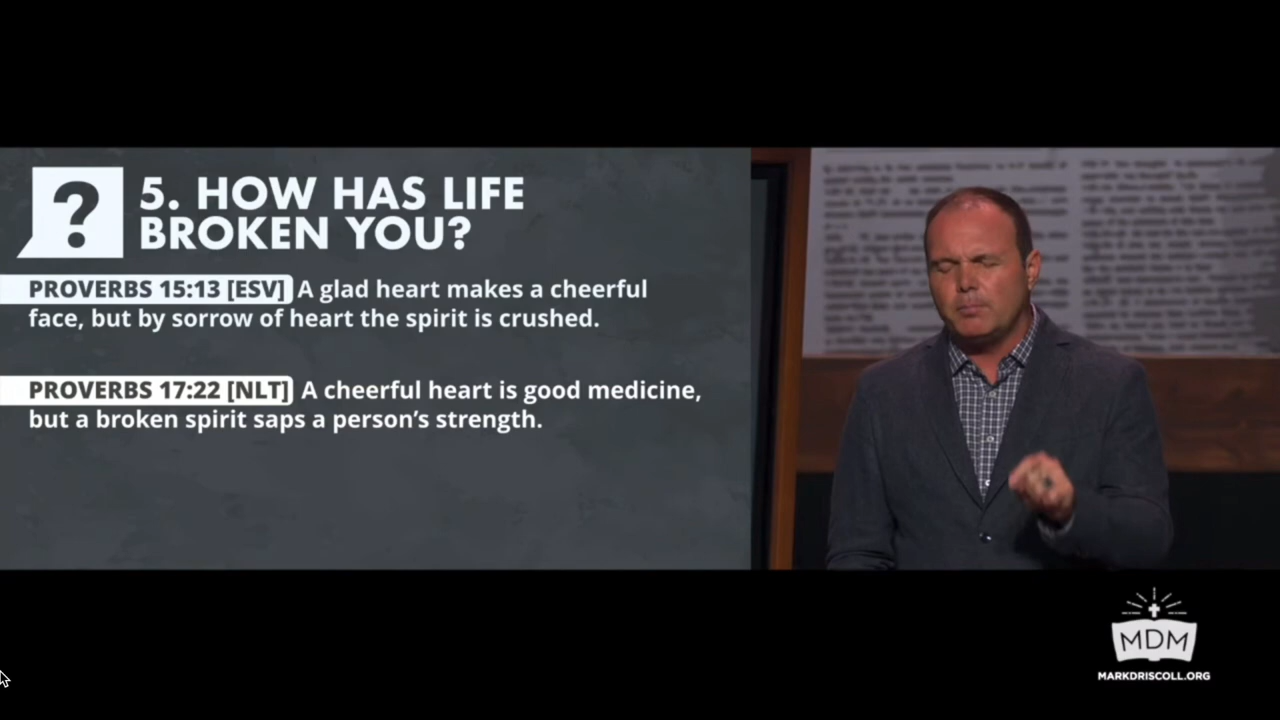 ?
5. HOW HAS LIFE
BROKEN YOU?
PROVERBS 15:13 [ESV] A glad heart makes a cheerful
face, but by sorrow of heart the spirit is crushed.
PROVERBS 17:22 [NLT] A cheerful heart is good medicine,
but a broken spirit saps a person’s strength.
MDM
MARKDRISCOLL.ORG